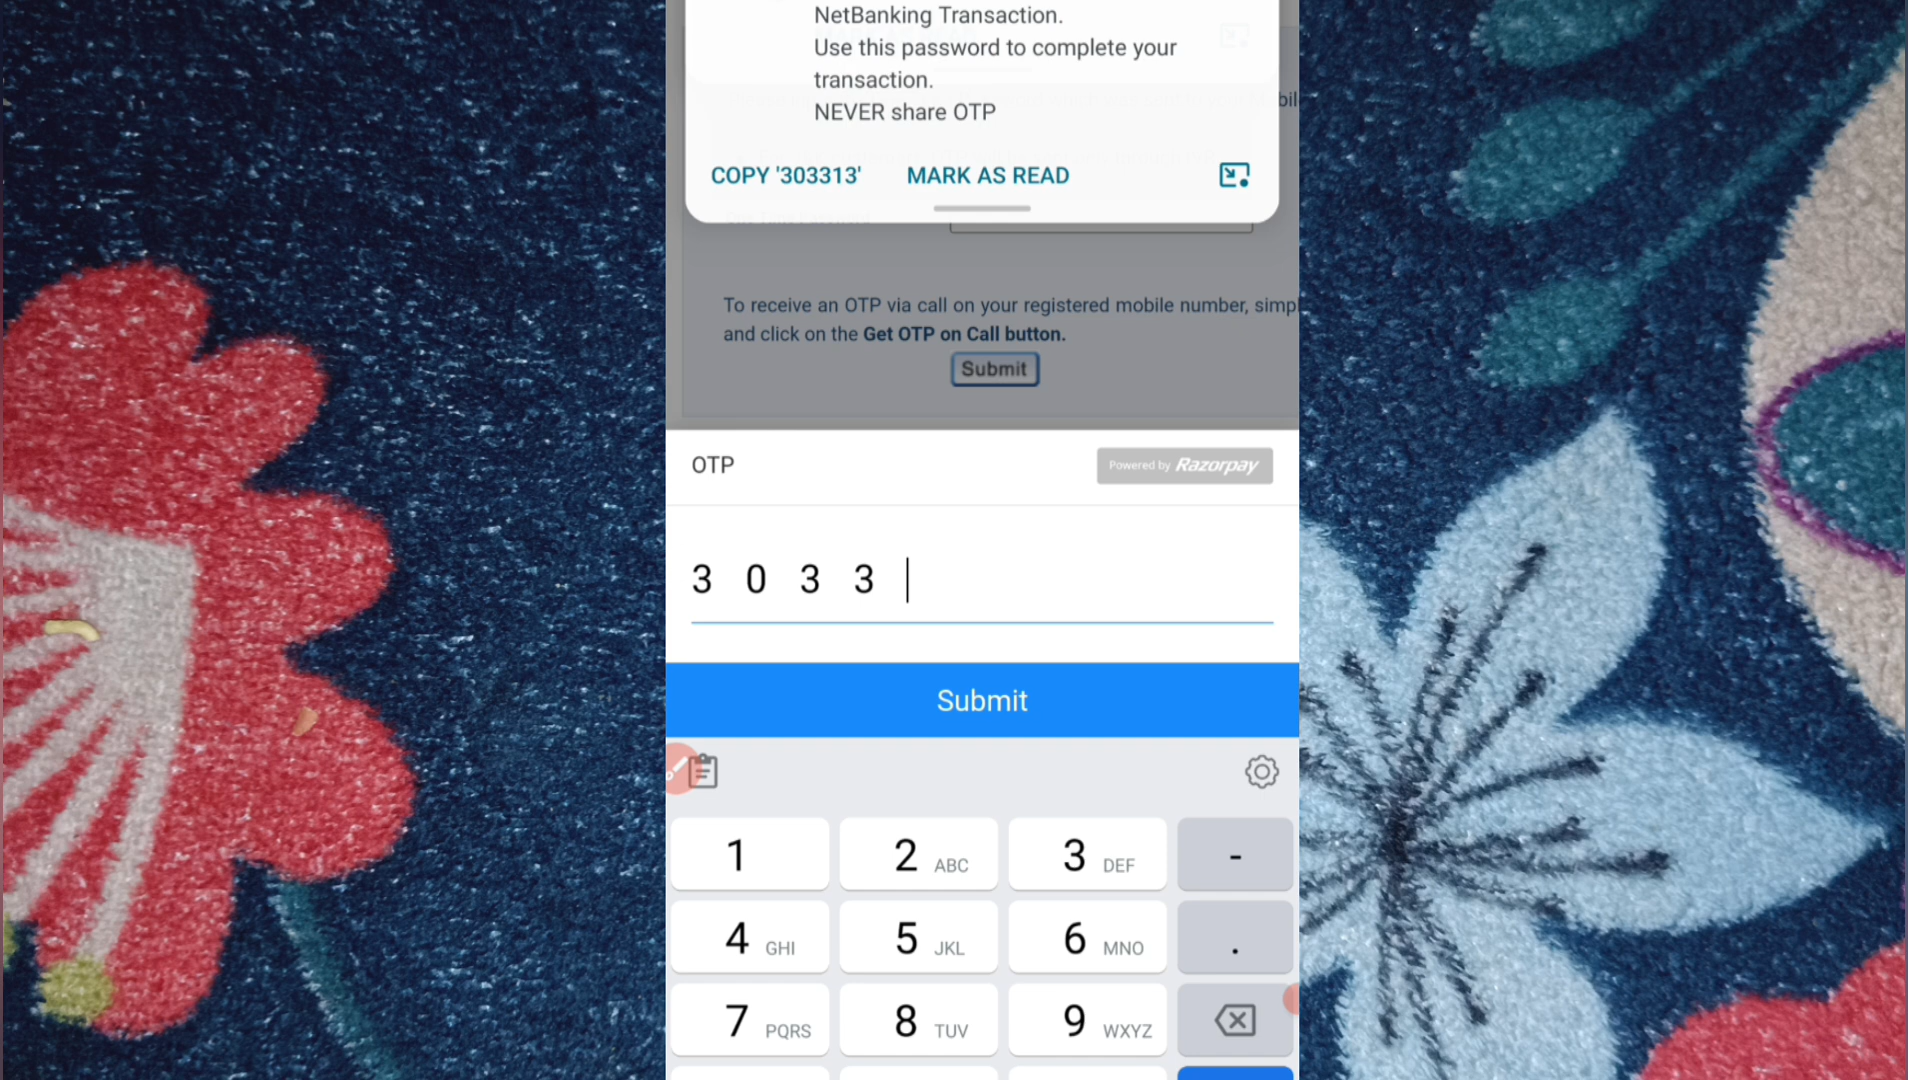 NetBanking Transaction.
Use this password to complete your
transaction.
NEVER share OTP
COPY '303313' MARK AS READ
To receive an OTP via call on your registered mobile number, simpl
and click on the Get OTP on Call button.
Submit
OTP
Powered by Razorpay
3 0 3 3
Submit
1 2 ABC 3 DEF -
4 GHI 5 JKL 6 MNO .
7 PQRS 8 TUV 9 WXYZ